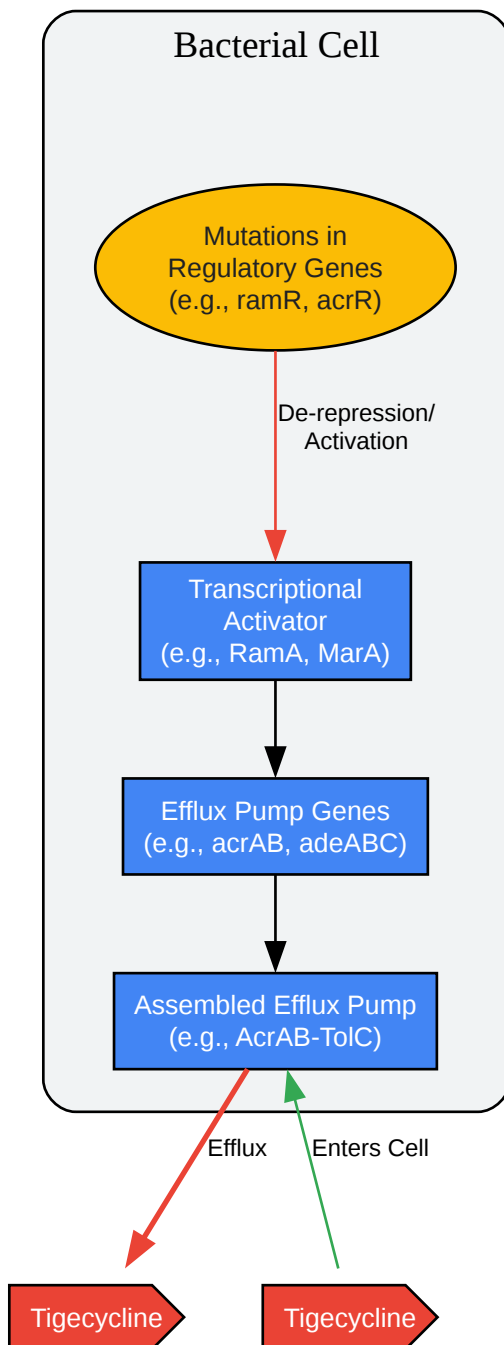 Bacterial Cell
Mutations in
Regulatory Genes
(e.g., ramR, acrR)
De-repression/
Activation
Transcriptional
Activator
(e.g., RamA, MarA)
Efflux Pump Genes
(e.g., acrAB, adeABC)
Assembled Efflux Pump
(e.g., AcrAB-TolC)
Efflux
Enters Cell
Tigecycline
Tigecycline